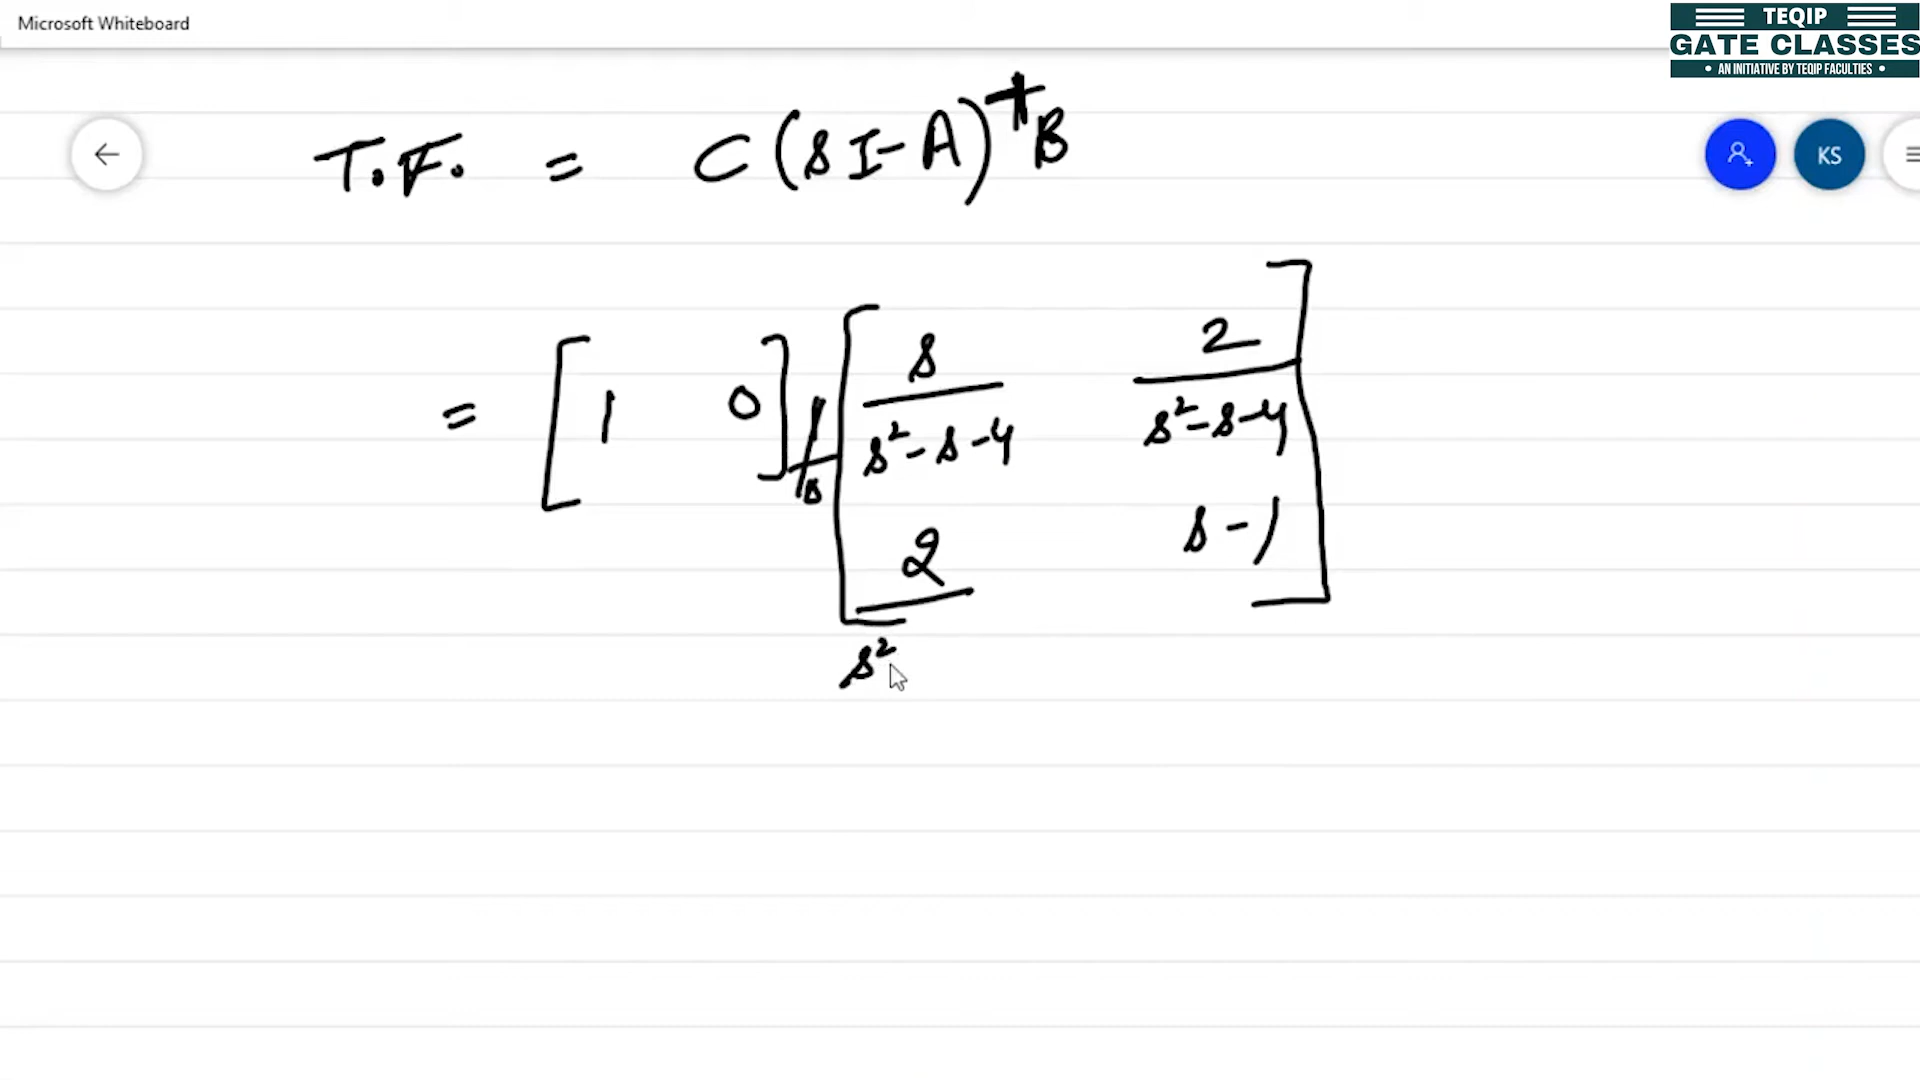 Microsoft Whiteboard
TEQIP
GATE CLASSES
• AN INITIATIVE BY TEQIP FACULTIES •
KS
T.F. = C(sI-A)⁻¹B
= [1 0] [s/(s²-s-4) 2/(s²-s-4)
2/s² s-1]